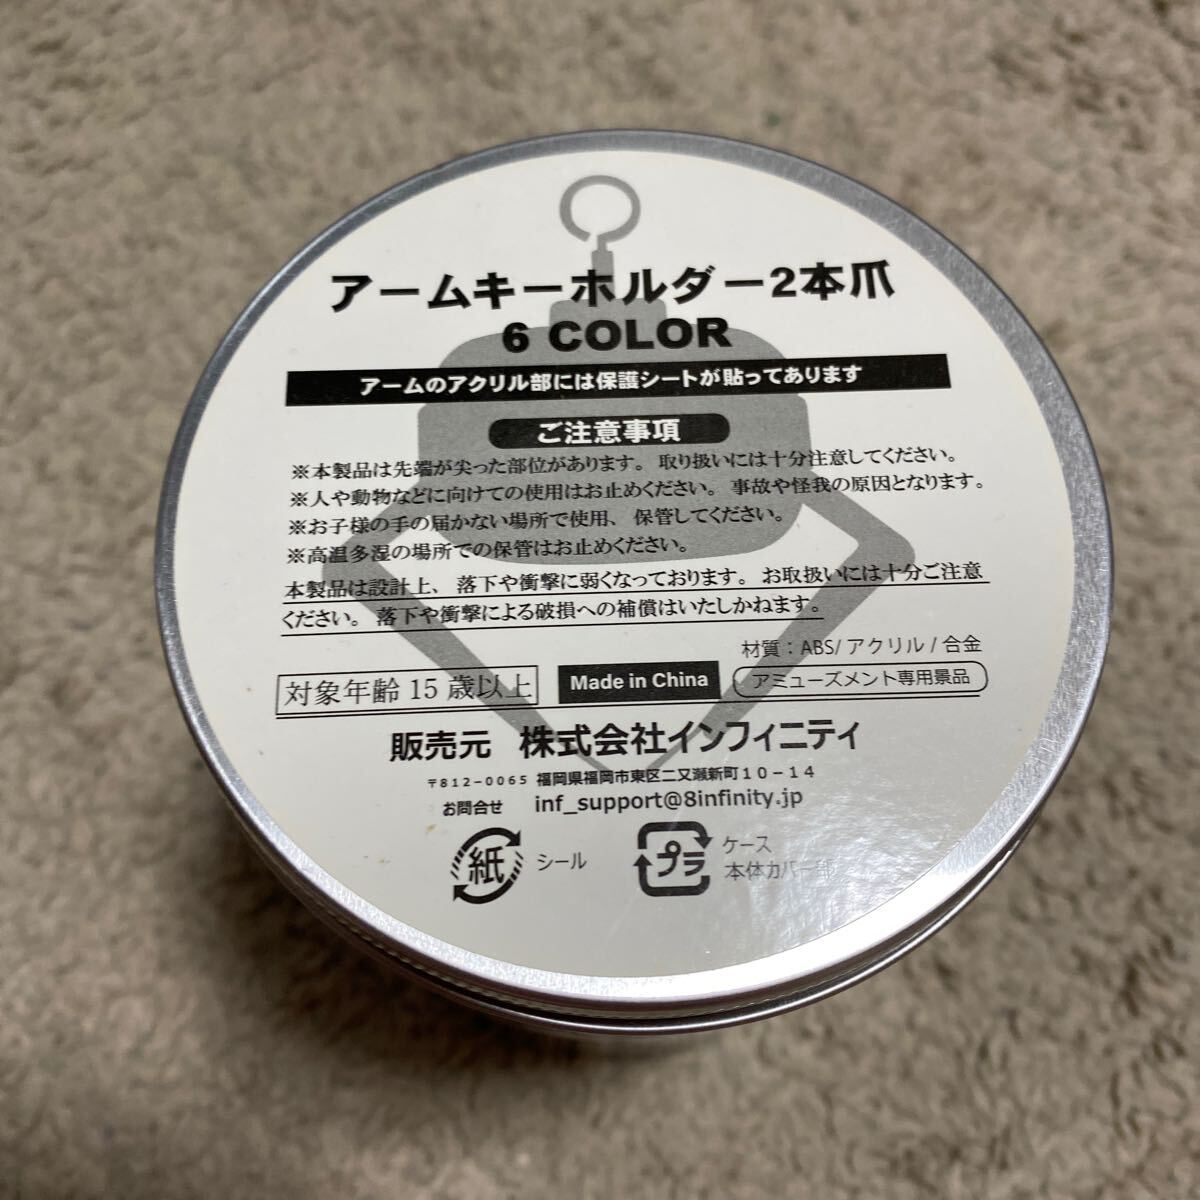 アームキーホルダー2本爪
6 COLOR
アームのアクリル部には保護シートが貼ってあります
ご注意事項
※本製品は先端が尖った部位があります。取り扱いには十分注意してください。
※人や動物などに向けての使用はお止めください。事故や怪我の原因となります。
※お子様の手の届かない場所で使用、保管してください。
※高温多湿の場所での保管はお止めください。
本製品は設計上、落下や衝撃に弱くなっております。お取扱いには十分ご注意
ください。落下や衝撃による破損への補償はいたしかねます。
材質：ABS/アクリル/合金
対象年齢15歳以上 Made in China アミューズメント専用景品
販売元 株式会社インフィニティ
〒812-0065 福岡県福岡市東区二又瀬新町10-14
お問合せ inf_support@8infinity.jp
紙 シール プラ ケース
本体カバー部